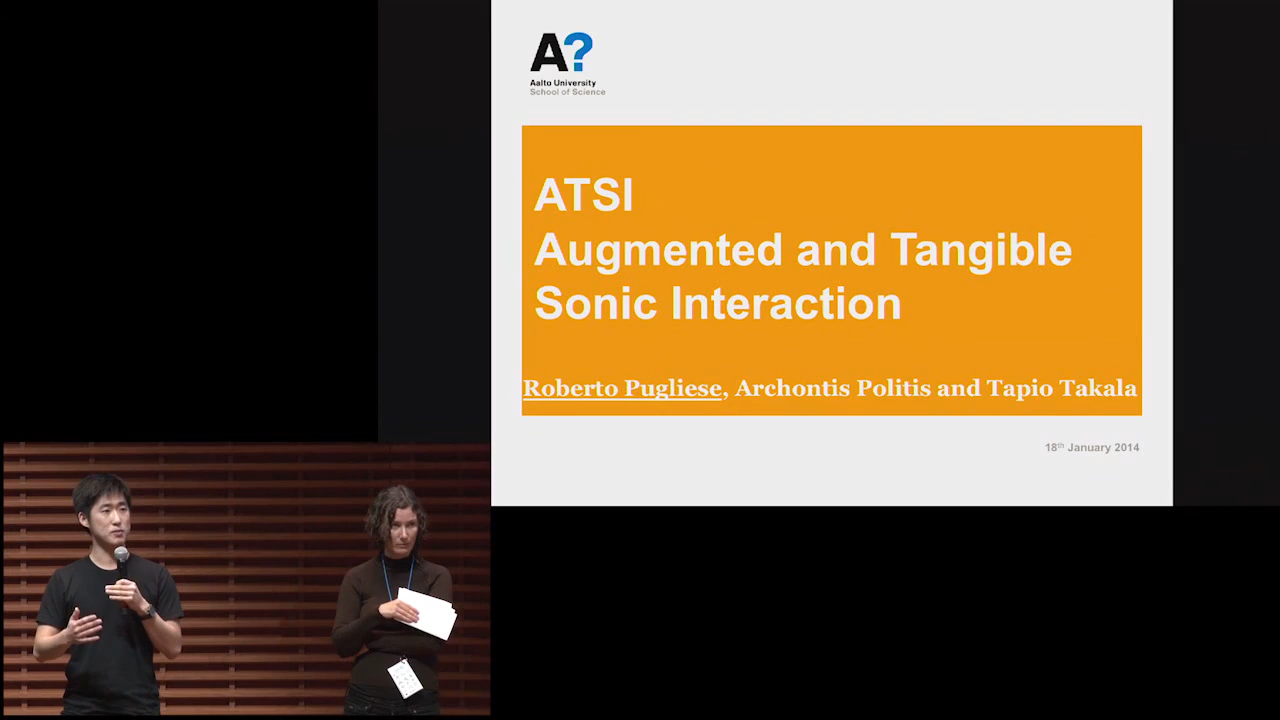 A?
Aalto University
School of Science
ATSI
Augmented and Tangible
Sonic Interaction
Roberto Pugliese, Archontis Politis and Tapio Takala
18th January 2014